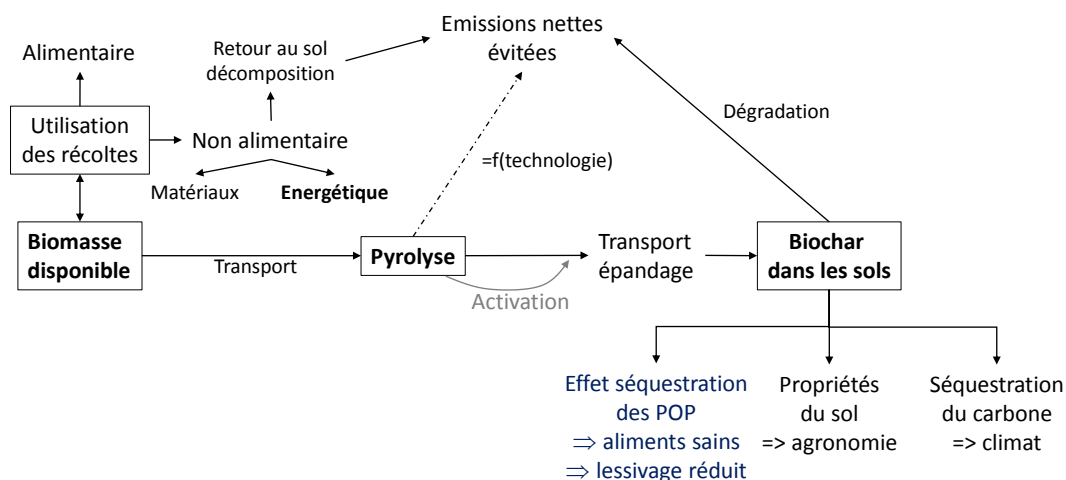 Alimentaire
Retour au sol
décomposition
Emissions nettes
évitées
Utilisation
des récoltes
Non alimentaire
Matériaux
Energétique
=f(technologie)
Dégradation
Biomasse
disponible
Transport
Pyrolyse
Activation
Transport
épandage
Biochar
dans les sols
Effet séquestration
des POP
⇒ aliments sains
⇒ lessivage réduit
Propriétés
du sol
=> agronomie
Séquestration
du carbone
=> climat